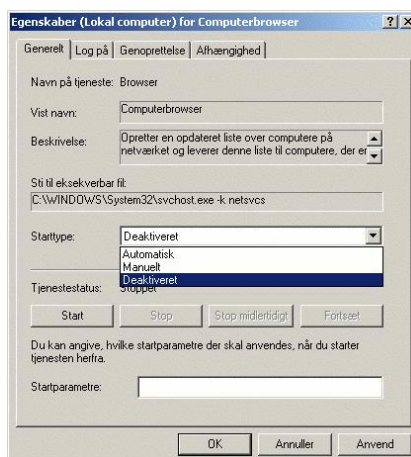 Egenskaber (Lokal computer) for Computerbrowser
Generelt Log på Genoprettelse Afhængighed
Navn på tjeneste: Browser
Vist navn: Computerbrowser
Beskrivelse: Opretter en opdateret liste over computere på
netværket og leverer denne liste til computere, der er
Sti til eksekverbar fil:
C:\WINDOWS\System32\svchost.exe -k netsvcs
Starttype: Deaktiveret
Automatisk
Manuelt
Deaktiveret
Tjenestestatus: Stoppet
Start Stop Stop midlertidigt Fortsæt
Du kan angive, hvilke startparametre der skal anvendes, når du starter
tjenesten herfra.
Startparametre:
OK Annuller Anvend